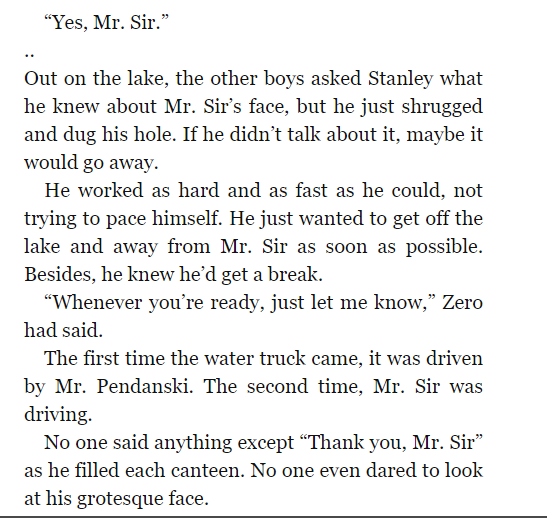 “Yes, Mr. Sir.”
..
Out on the lake, the other boys asked Stanley what
he knew about Mr. Sir’s face, but he just shrugged
and dug his hole. If he didn’t talk about it, maybe it
would go away.
He worked as hard and as fast as he could, not
trying to pace himself. He just wanted to get off the
lake and away from Mr. Sir as soon as possible.
Besides, he knew he’d get a break.
“Whenever you’re ready, just let me know,” Zero
had said.
The first time the water truck came, it was driven
by Mr. Pendanski. The second time, Mr. Sir was
driving.
No one said anything except “Thank you, Mr. Sir”
as he filled each canteen. No one even dared to look
at his grotesque face.